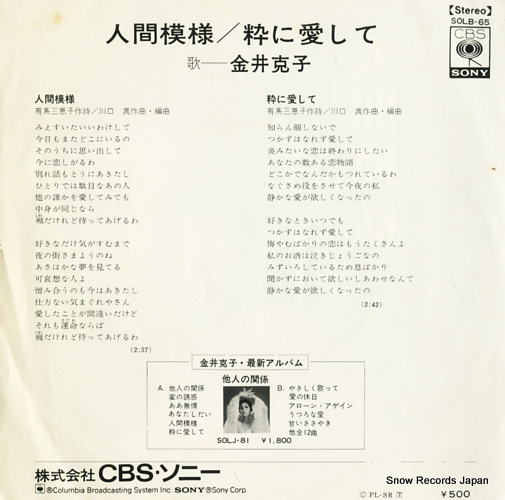 【Stereo】
SOLB-65
CBS
SONY
人間模様／粋に愛して
歌──金井克子
人間模様
有馬三恵子作詩／川口　真作曲・編曲
みえすいたいいわけして
今日もまたどこにいるの
そのうちに思い出して
今に恋しがるわ
別れ話もとうにあきたし
ひとりでは駄目なあの人
他の誰かを愛してみても
中身が同じなら
癪だけれど待ってあげるわ
好きなだけ気がすむまで
夜の街さまようのね
あさはかな夢を見てる
可哀想な人よ
憎み合うのも今はあきたし
仕方ない気まぐれやさん
愛したことが間違いだけど
それも運命ならば
癪だけれど待ってあげるわ
(2:57)
粋に愛して
有馬三恵子作詩／川口　真作曲・編曲
知らん顔しないで
つかずはなれず愛して
炎みたいな恋は終わりにしたい
あなたの数ある恋物語
どこかでなんだかもつれているわ
なぐさめ役をさせて今夜の私
静かな愛が欲しくなったの
好きなときいつでも
つかずはなれず愛して
悔やむばかりの恋はもうたくさんよ
私のお酒は泣きじょうごなの
みずいろしているため息ばかり
聞かずにおいて欲しいしあわせなんて
静かな愛が欲しくなったの
(2:42)
金井克子・最新アルバム
他人の関係
A. 他人の関係
蜜の誘惑
ああ無情
あなたしだい
人間模様
粋に愛して
B. やさしく歌って
愛の休日
アローン・アゲイン
うつろな愛
甘いささやき
他全12曲
SOLJ-81　¥1,800
株式会社 CBS・ソニー
®Columbia Broadcasting System Inc. SONY®Sony Corp.
Ⓒ PL-SR
¥500
Snow Records Japan
(C)www.snowrecords.jp